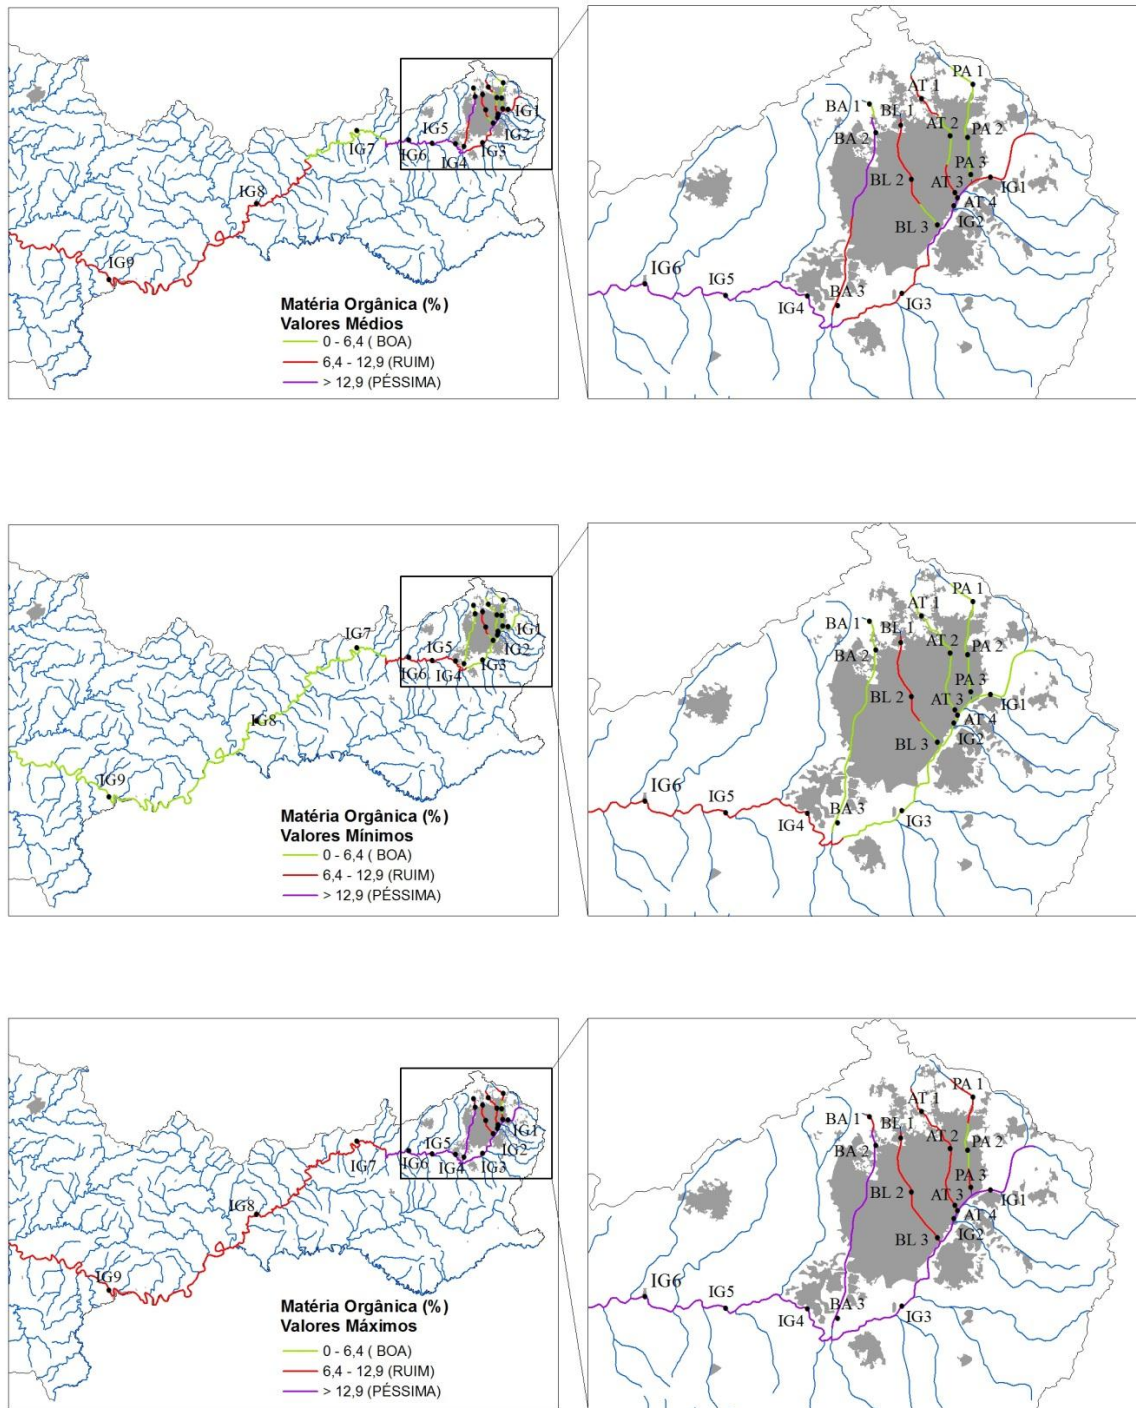 IG1
IG5
IG2
IG7
IG6
IG3
IG4
IG8
IG9
Matéria Orgânica (%)
Valores Médios
0 - 6,4 ( BOA)
6,4 - 12,9 (RUIM)
> 12,9 (PÉSSIMA)
PA 1
AT 1
BA 1
BL 1
AT 2
PA 2
BA 2
PA 3
BL 2
AT 3
IG1
AT 4
IG2
BL 3
IG6
IG5
BA 3
IG4
IG3
IG1
IG7
IG5
IG2
IG3
IG6
IG4
IG8
IG9
Matéria Orgânica (%)
Valores Mínimos
0 - 6,4 ( BOA)
6,4 - 12,9 (RUIM)
> 12,9 (PÉSSIMA)
PA 1
AT 1
BA 1
BL 1
AT 2
PA 2
BA 2
PA 3
BL 2
AT 3
IG1
AT 4
IG2
BL 3
IG6
IG5
BA 3
IG4
IG3
IG1
IG5
IG2
IG7
IG6
IG4
IG3
IG8
IG9
Matéria Orgânica (%)
Valores Máximos
0 - 6,4 ( BOA)
6,4 - 12,9 (RUIM)
> 12,9 (PÉSSIMA)
PA 1
AT 1
BA 1
BL 1
AT 2
PA 2
BA 2
PA 3
BL 2
AT 3
IG1
AT 4
IG2
BL 3
IG6
IG5
BA 3
IG4
IG3